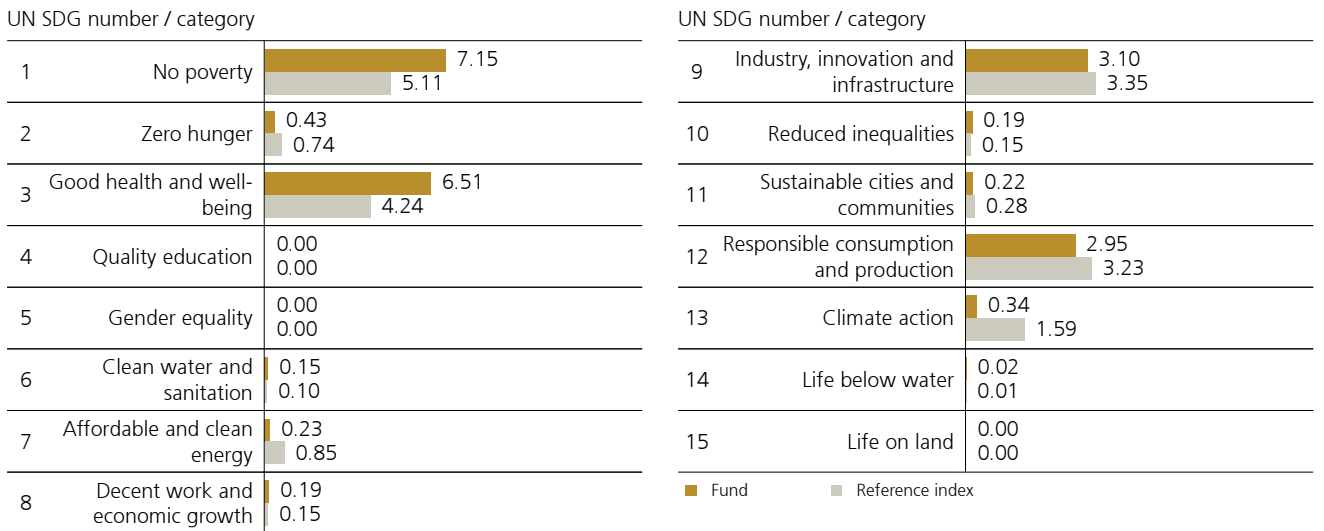 UN SDG number / category
1
No poverty
7.15
5.11
2
Zero hunger
0.43
0.74
3
Good health and well-
being
6.51
4.24
4
Quality education
0.00
0.00
5
Gender equality
0.00
0.00
6
Clean water and
sanitation
0.15
0.10
7
Affordable and clean
energy
0.23
0.85
8
Decent work and
economic growth
0.19
0.15
UN SDG number / category
9
Industry, innovation and
infrastructure
3.10
3.35
10
Reduced inequalities
0.19
0.15
11
Sustainable cities and
communities
0.22
0.28
12
Responsible consumption
and production
2.95
3.23
13
Climate action
0.34
1.59
14
Life below water
0.02
0.01
15
Life on land
0.00
0.00
Fund
Reference index